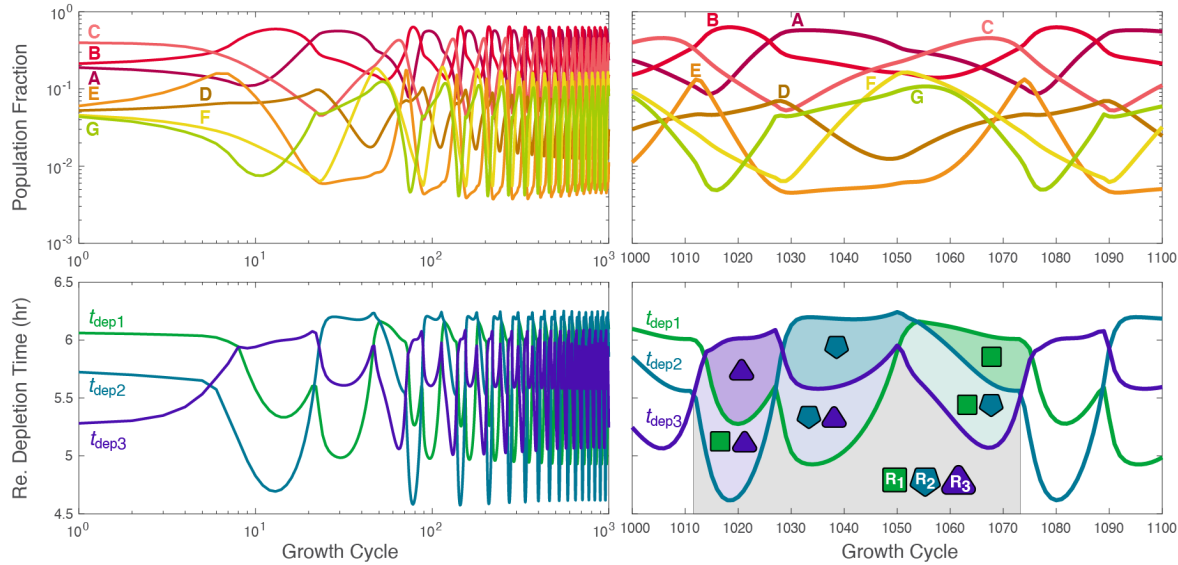 10⁰
10⁻¹
10⁻²
10⁻³
Population Fraction
C
B
A
E
D
F
G
10⁰
10¹
10²
10³
B
A
C
E
D
F
G
1000 1010 1020 1030 1040 1050 1060 1070 1080 1090 1100
6.5
6
5.5
5
4.5
Re. Depletion Time (hr)
t_dep1
t_dep2
t_dep3
10⁰
10¹
10²
10³
Growth Cycle
t_dep1
t_dep2
t_dep3
R₁ R₂ R₃
1000 1010 1020 1030 1040 1050 1060 1070 1080 1090 1100
Growth Cycle